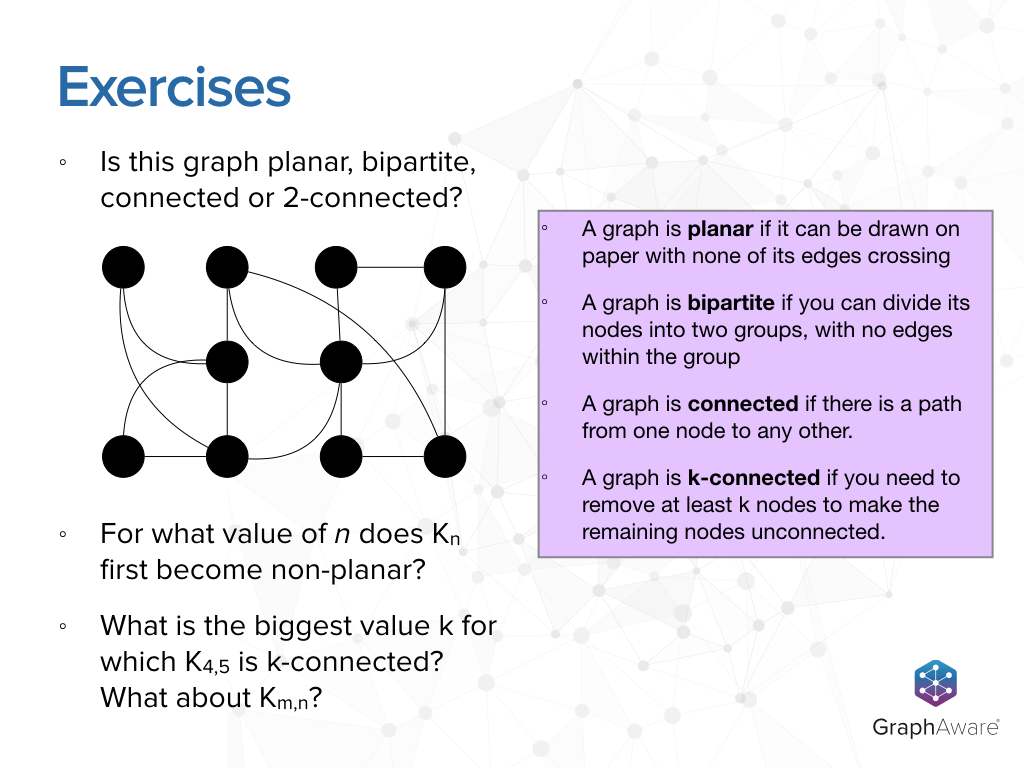 Exercises
◦ Is this graph planar, bipartite,
connected or 2-connected?
◦ For what value of n does Kn
first become non-planar?
◦ What is the biggest value k for
which K4,5 is k-connected?
What about Km,n?
◦ A graph is planar if it can be drawn on
paper with none of its edges crossing
◦ A graph is bipartite if you can divide its
nodes into two groups, with no edges
within the group
◦ A graph is connected if there is a path
from one node to any other.
◦ A graph is k-connected if you need to
remove at least k nodes to make the
remaining nodes unconnected.
GraphAware®